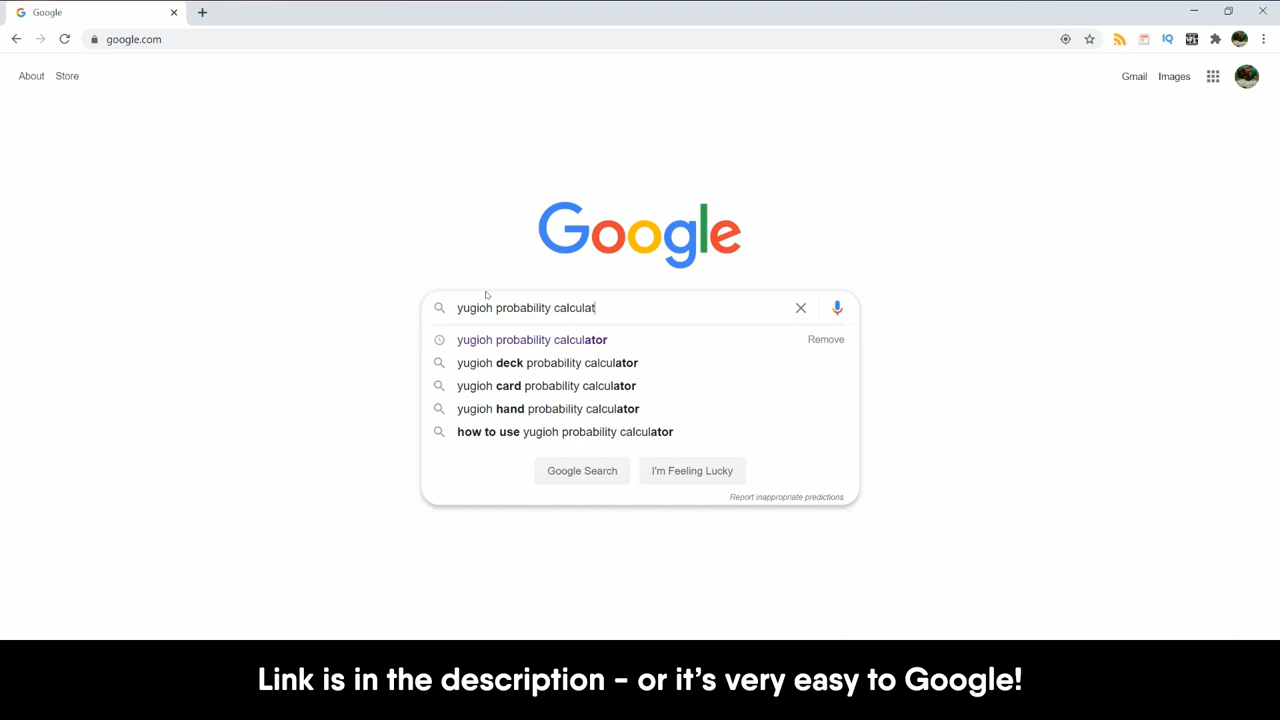 Google
google.com
About Store
Gmail Images
Google
yugioh probability calculat
yugioh probability calculator Remove
yugioh deck probability calculator
yugioh card probability calculator
yugioh hand probability calculator
how to use yugioh probability calculator
Google Search I'm Feeling Lucky
Report inappropriate predictions
Link is in the description - or it's very easy to Google!